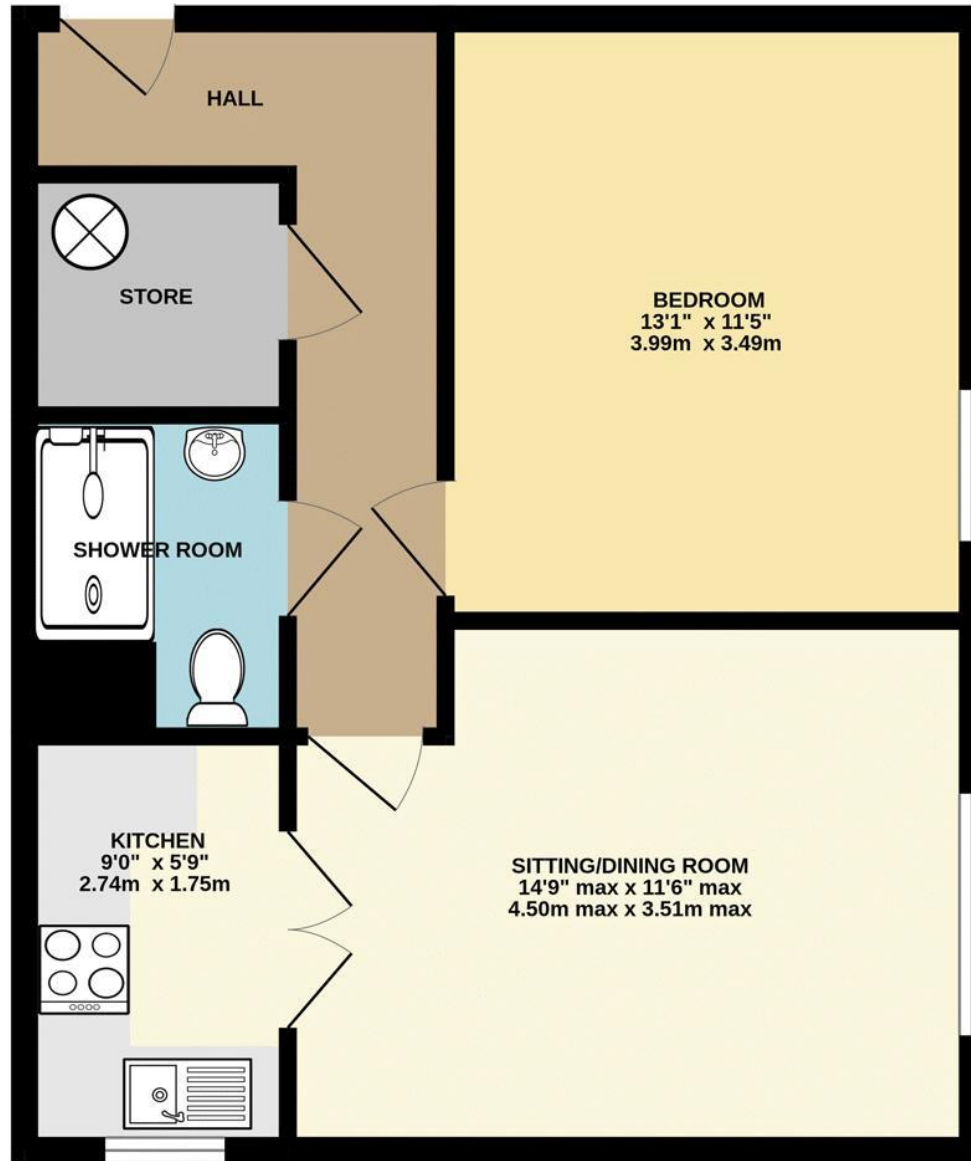 HALL
STORE
BEDROOM
13'1" x 11'5"
3.99m x 3.49m
SHOWER ROOM
KITCHEN
9'0" x 5'9"
2.74m x 1.75m
SITTING/DINING ROOM
14'9" max x 11'6" max
4.50m max x 3.51m max